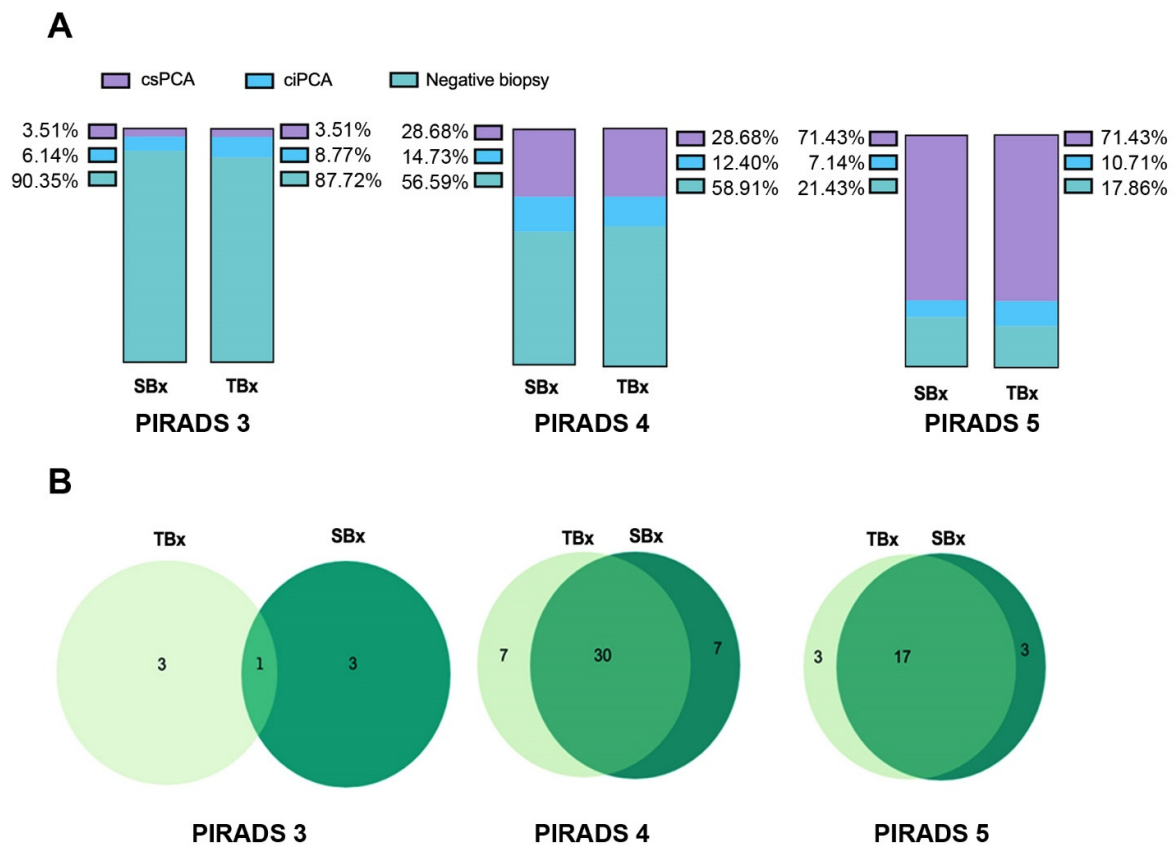 A
csPCA ciPCA Negative biopsy
3.51% 3.51% 28.68% 28.68% 71.43% 71.43%
6.14% 8.77% 14.73% 12.40% 7.14% 10.71%
90.35% 87.72% 56.59% 58.91% 21.43% 17.86%
SBx TBx SBx TBx SBx TBx
PIRADS 3 PIRADS 4 PIRADS 5
B
TBx SBx TBx SBx TBx SBx
3 1 3 7 30 7 3 17 3
PIRADS 3 PIRADS 4 PIRADS 5